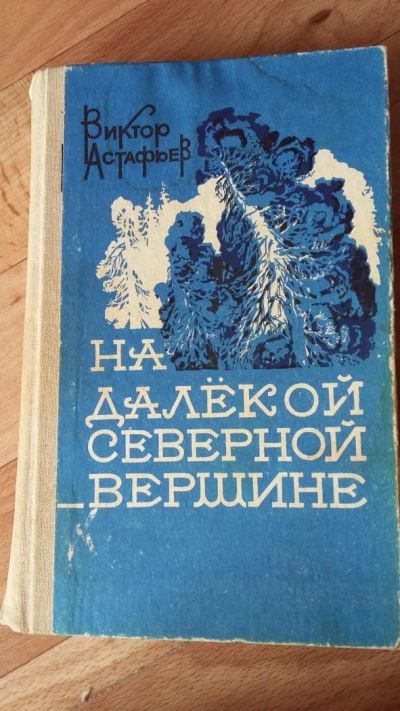 Виктор
Астафьев
НА
ДАЛЁКОЙ
СЕВЕРНОЙ
ВЕРШИНЕ